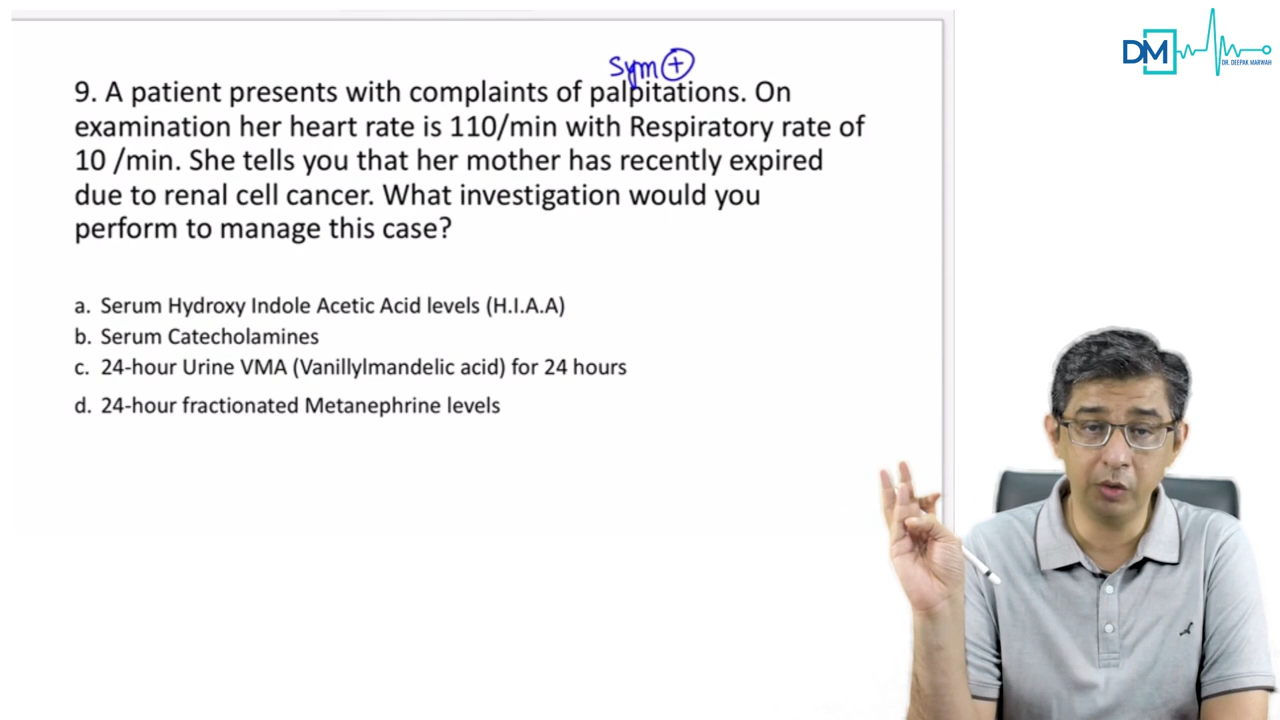 DM
DR. DEEPAK MARWAH
Sym +
9. A patient presents with complaints of palpitations. On
examination her heart rate is 110/min with Respiratory rate of
10 /min. She tells you that her mother has recently expired
due to renal cell cancer. What investigation would you
perform to manage this case?
a. Serum Hydroxy Indole Acetic Acid levels (H.I.A.A)
b. Serum Catecholamines
c. 24-hour Urine VMA (Vanillylmandelic acid) for 24 hours
d. 24-hour fractionated Metanephrine levels